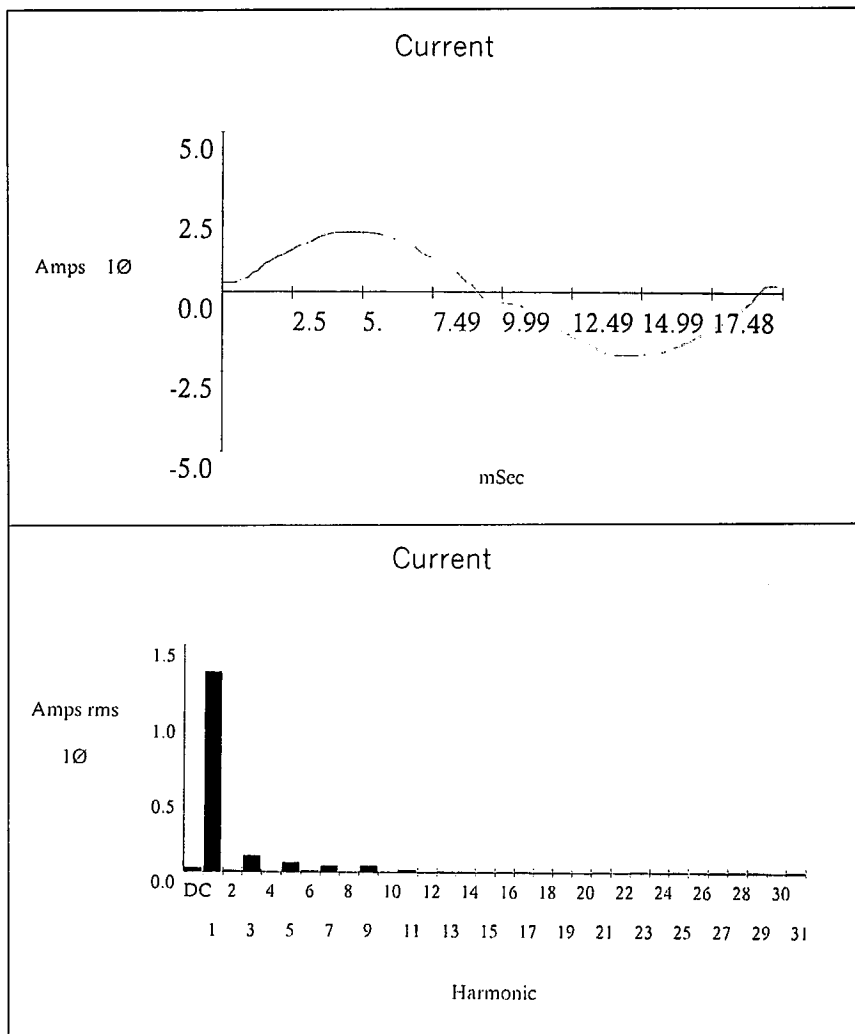 Current
5.0
2.5
Amps 1Ø
0.0
2.5 5. 7.49 9.99 12.49 14.99 17.48
-2.5
-5.0
mSec
Current
1.5
Amps rms
1.0
1Ø
0.5
0.0
DC 2 4 6 8 10 12 14 16 18 20 22 24 26 28 30
1 3 5 7 9 11 13 15 17 19 21 23 25 27 29 31
Harmonic